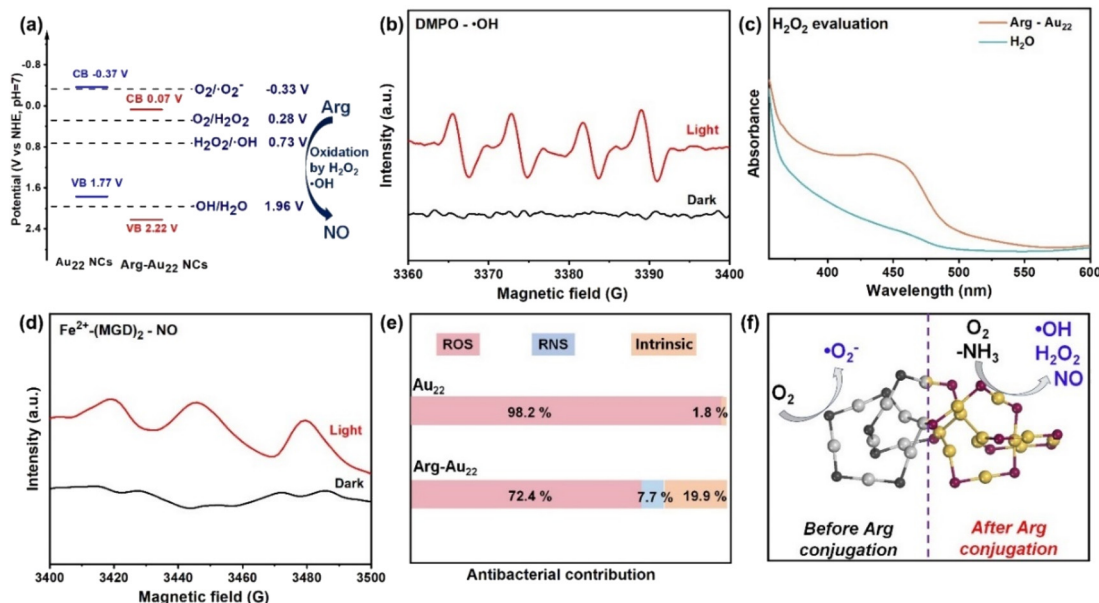 (a)
Potential (V vs NHE, pH=7)
-0.8
0.0
0.8
1.6
2.4
CB -0.37 V
CB 0.07 V
VB 1.77 V
VB 2.22 V
O₂/·O₂⁻ -0.33 V
O₂/H₂O₂ 0.28 V
H₂O₂/·OH 0.73 V
·OH/H₂O 1.96 V
Arg
Oxidation
by H₂O₂
·OH
NO
Au₂₂ NCs Arg-Au₂₂ NCs
(b)
DMPO - •OH
Intensity (a.u.)
Light
Dark
3360 3370 3380 3390 3400
Magnetic field (G)
(c)
H₂O₂ evaluation
Arg - Au₂₂
H₂O
Absorbance
400 450 500 550 600
Wavelength (nm)
(d)
Fe²⁺-(MGD)₂ - NO
Intensity (a.u.)
Light
Dark
3400 3420 3440 3460 3480 3500
Magnetic field (G)
(e)
ROS RNS Intrinsic
Au₂₂
98.2 % 1.8 %
Arg-Au₂₂
72.4 % 7.7 % 19.9 %
Antibacterial contribution
(f)
•O₂⁻
O₂
O₂
-NH₃
•OH
H₂O₂
NO
Before Arg
conjugation
After Arg
conjugation